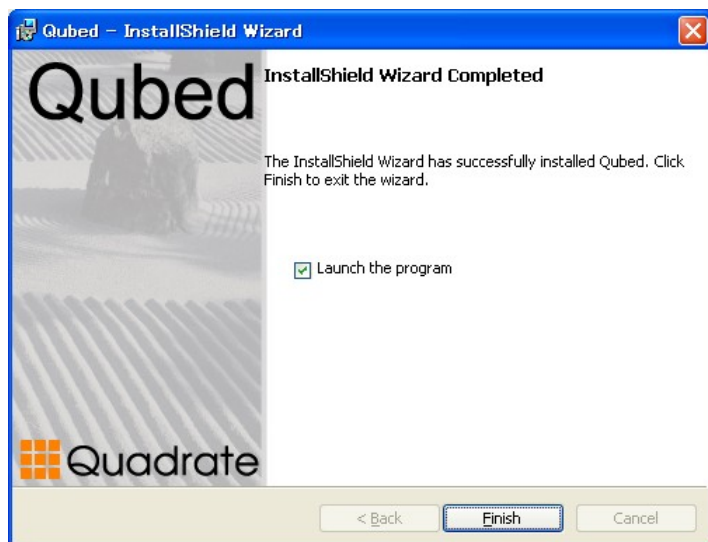 Qubed - InstallShield Wizard
Qubed
InstallShield Wizard Completed
The InstallShield Wizard has successfully installed Qubed. Click
Finish to exit the wizard.
Launch the program
Quadrate
< Back
Finish
Cancel